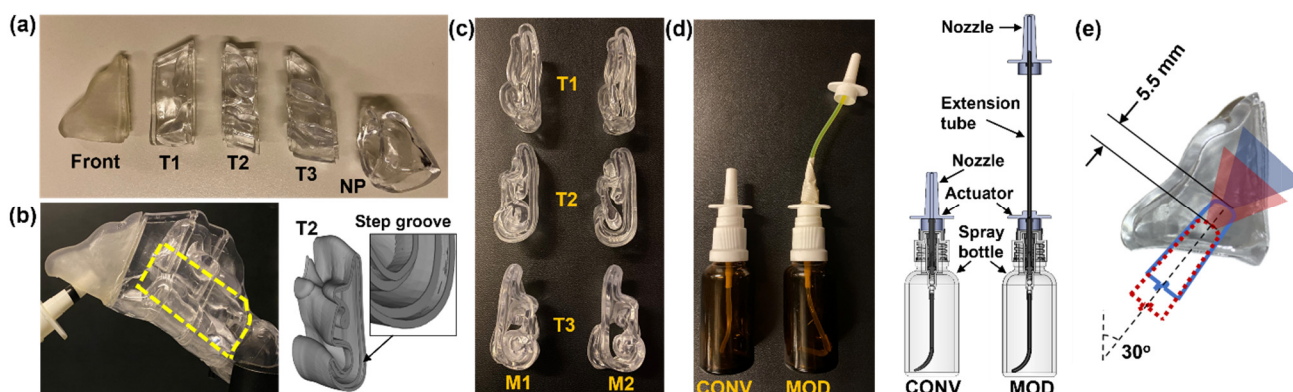 (a)
Front
T1
T2
T3
NP
(b)
T2
Step groove
(c)
T1
T2
T3
M1
M2
(d)
CONV
MOD
Nozzle
Extension
tube
Nozzle
Actuator
Spray
bottle
CONV
MOD
(e)
5.5 mm
30º